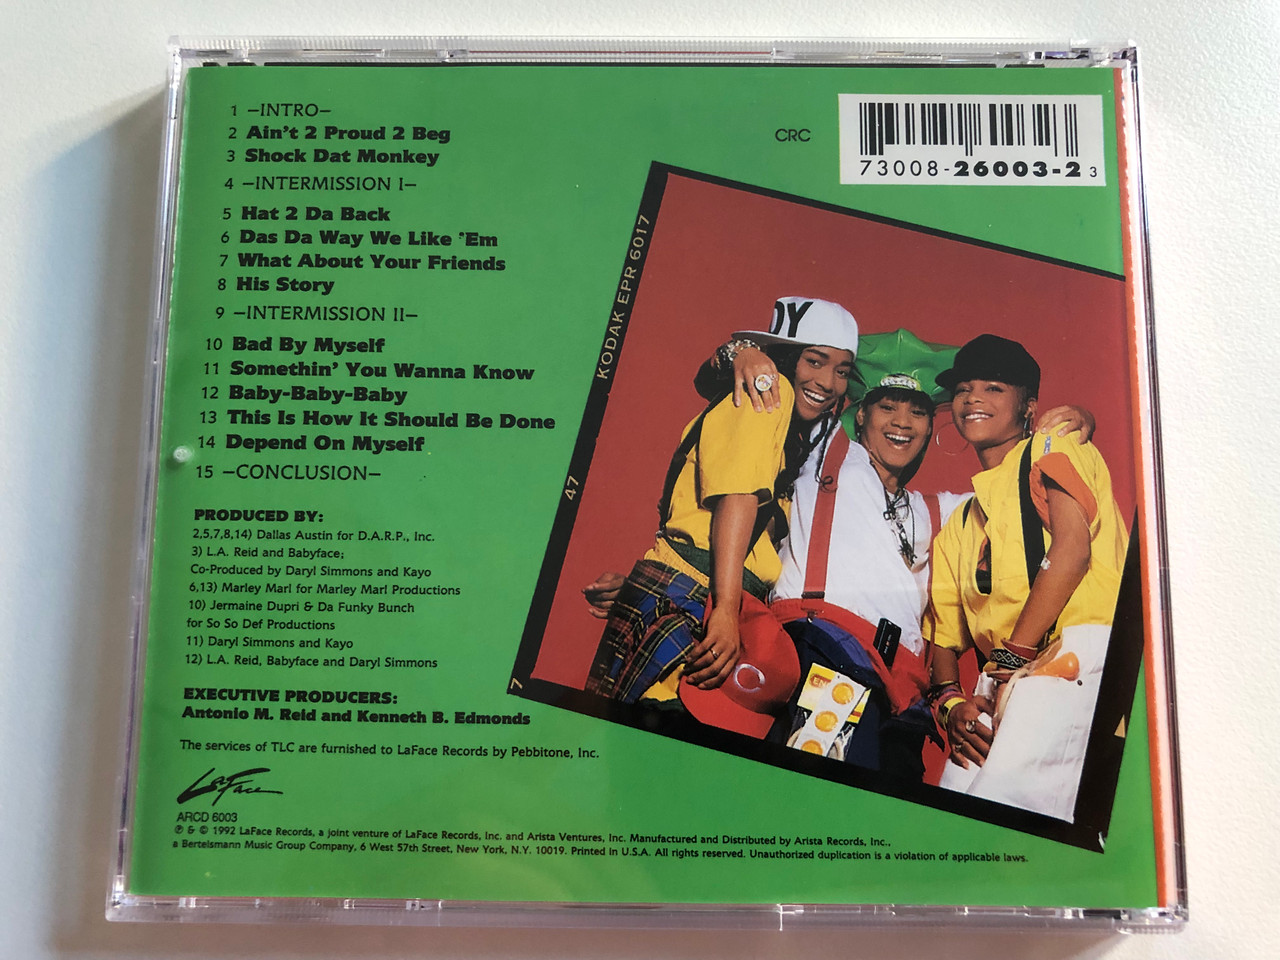 1 –INTRO–
2 Ain't 2 Proud 2 Beg
3 Shock Dat Monkey
4 –INTERMISSION I–
5 Hat 2 Da Back
6 Das Da Way We Like 'Em
7 What About Your Friends
8 His Story
9 –INTERMISSION II–
10 Bad By Myself
11 Somethin' You Wanna Know
12 Baby-Baby-Baby
13 This Is How It Should Be Done
14 Depend On Myself
15 –CONCLUSION–
PRODUCED BY:
2,5,7,8,14) Dallas Austin for D.A.R.P., Inc.
3) L.A. Reid and Babyface;
Co-Produced by Daryl Simmons and Kayo
6,13) Marley Marl for Marley Marl Productions
10) Jermaine Dupri & Da Funky Bunch
for So So Def Productions
11) Daryl Simmons and Kayo
12) L.A. Reid, Babyface and Daryl Simmons
EXECUTIVE PRODUCERS:
Antonio M. Reid and Kenneth B. Edmonds
The services of TLC are furnished to LaFace Records by Pebbitone, Inc.
LaFace
ARCD 6003
℗ & © 1992 LaFace Records, a joint venture of LaFace Records, Inc. and Arista Ventures, Inc. Manufactured and Distributed by Arista Records, Inc.,
a Bertelsmann Music Group Company, 6 West 57th Street, New York, N.Y. 10019. Printed in U.S.A. All rights reserved. Unauthorized duplication is a violation of applicable laws.
CRC
73008-26003-2 3
KODAK EPR 6017
47
7
OY
C